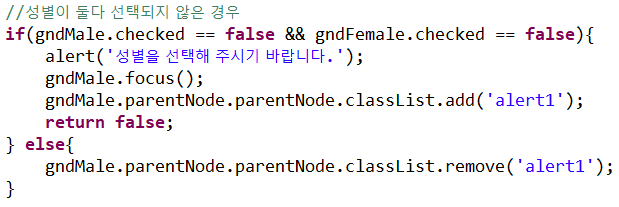 //성별이 둘다 선택되지 않은 경우
if(gndMale.checked == false && gndFemale.checked == false){
    alert('성별을 선택해 주시기 바랍니다.');
    gndMale.focus();
    gndMale.parentNode.parentNode.classList.add('alert1');
    return false;
} else{
    gndMale.parentNode.parentNode.classList.remove('alert1');
}